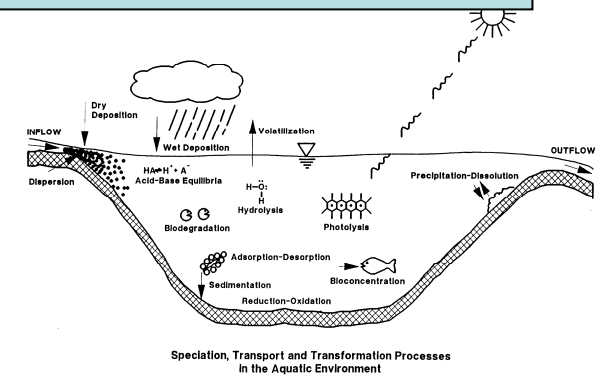 Dry
Deposition
INFLOW
Wet Deposition
Volatilization
OUTFLOW
HA⇌H⁺ + A⁻
Acid-Base Equilibria
Dispersion
Precipitation-Dissolution
H–O:
H
Hydrolysis
Biodegradation
Photolysis
Adsorption-Desorption
Sedimentation
Bioconcentration
Reduction-Oxidation
Speciation, Transport and Transformation Processes
in the Aquatic Environment